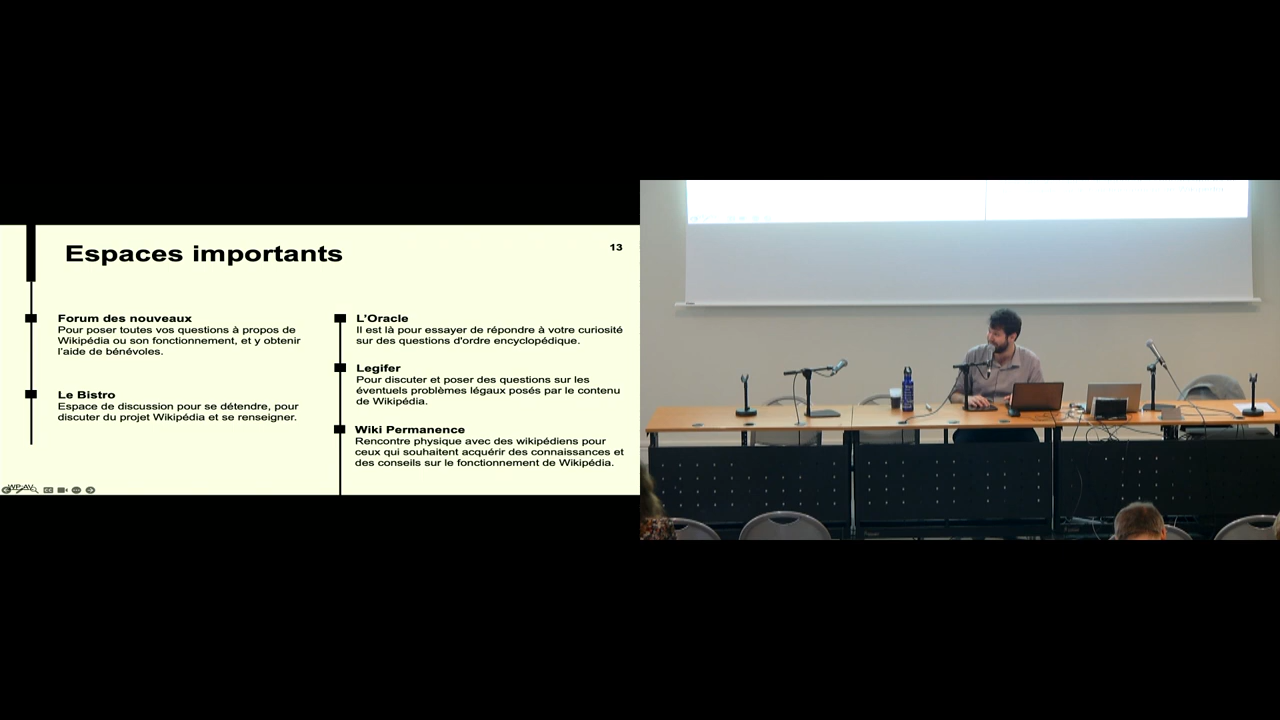 Espaces importants
13
Forum des nouveaux
Pour poser toutes vos questions à propos de
Wikipédia ou son fonctionnement, et y obtenir
l'aide de bénévoles.
Le Bistro
Espace de discussion pour se détendre, pour
discuter du projet Wikipédia et se renseigner.
L'Oracle
Il est là pour essayer de répondre à votre curiosité
sur des questions d'ordre encyclopédique.
Legifer
Pour discuter et poser des questions sur les
éventuels problèmes légaux posés par le contenu
de Wikipédia.
Wiki Permanence
Rencontre physique avec des wikipédiens pour
ceux qui souhaitent acquérir des connaissances et
des conseils sur le fonctionnement de Wikipédia.